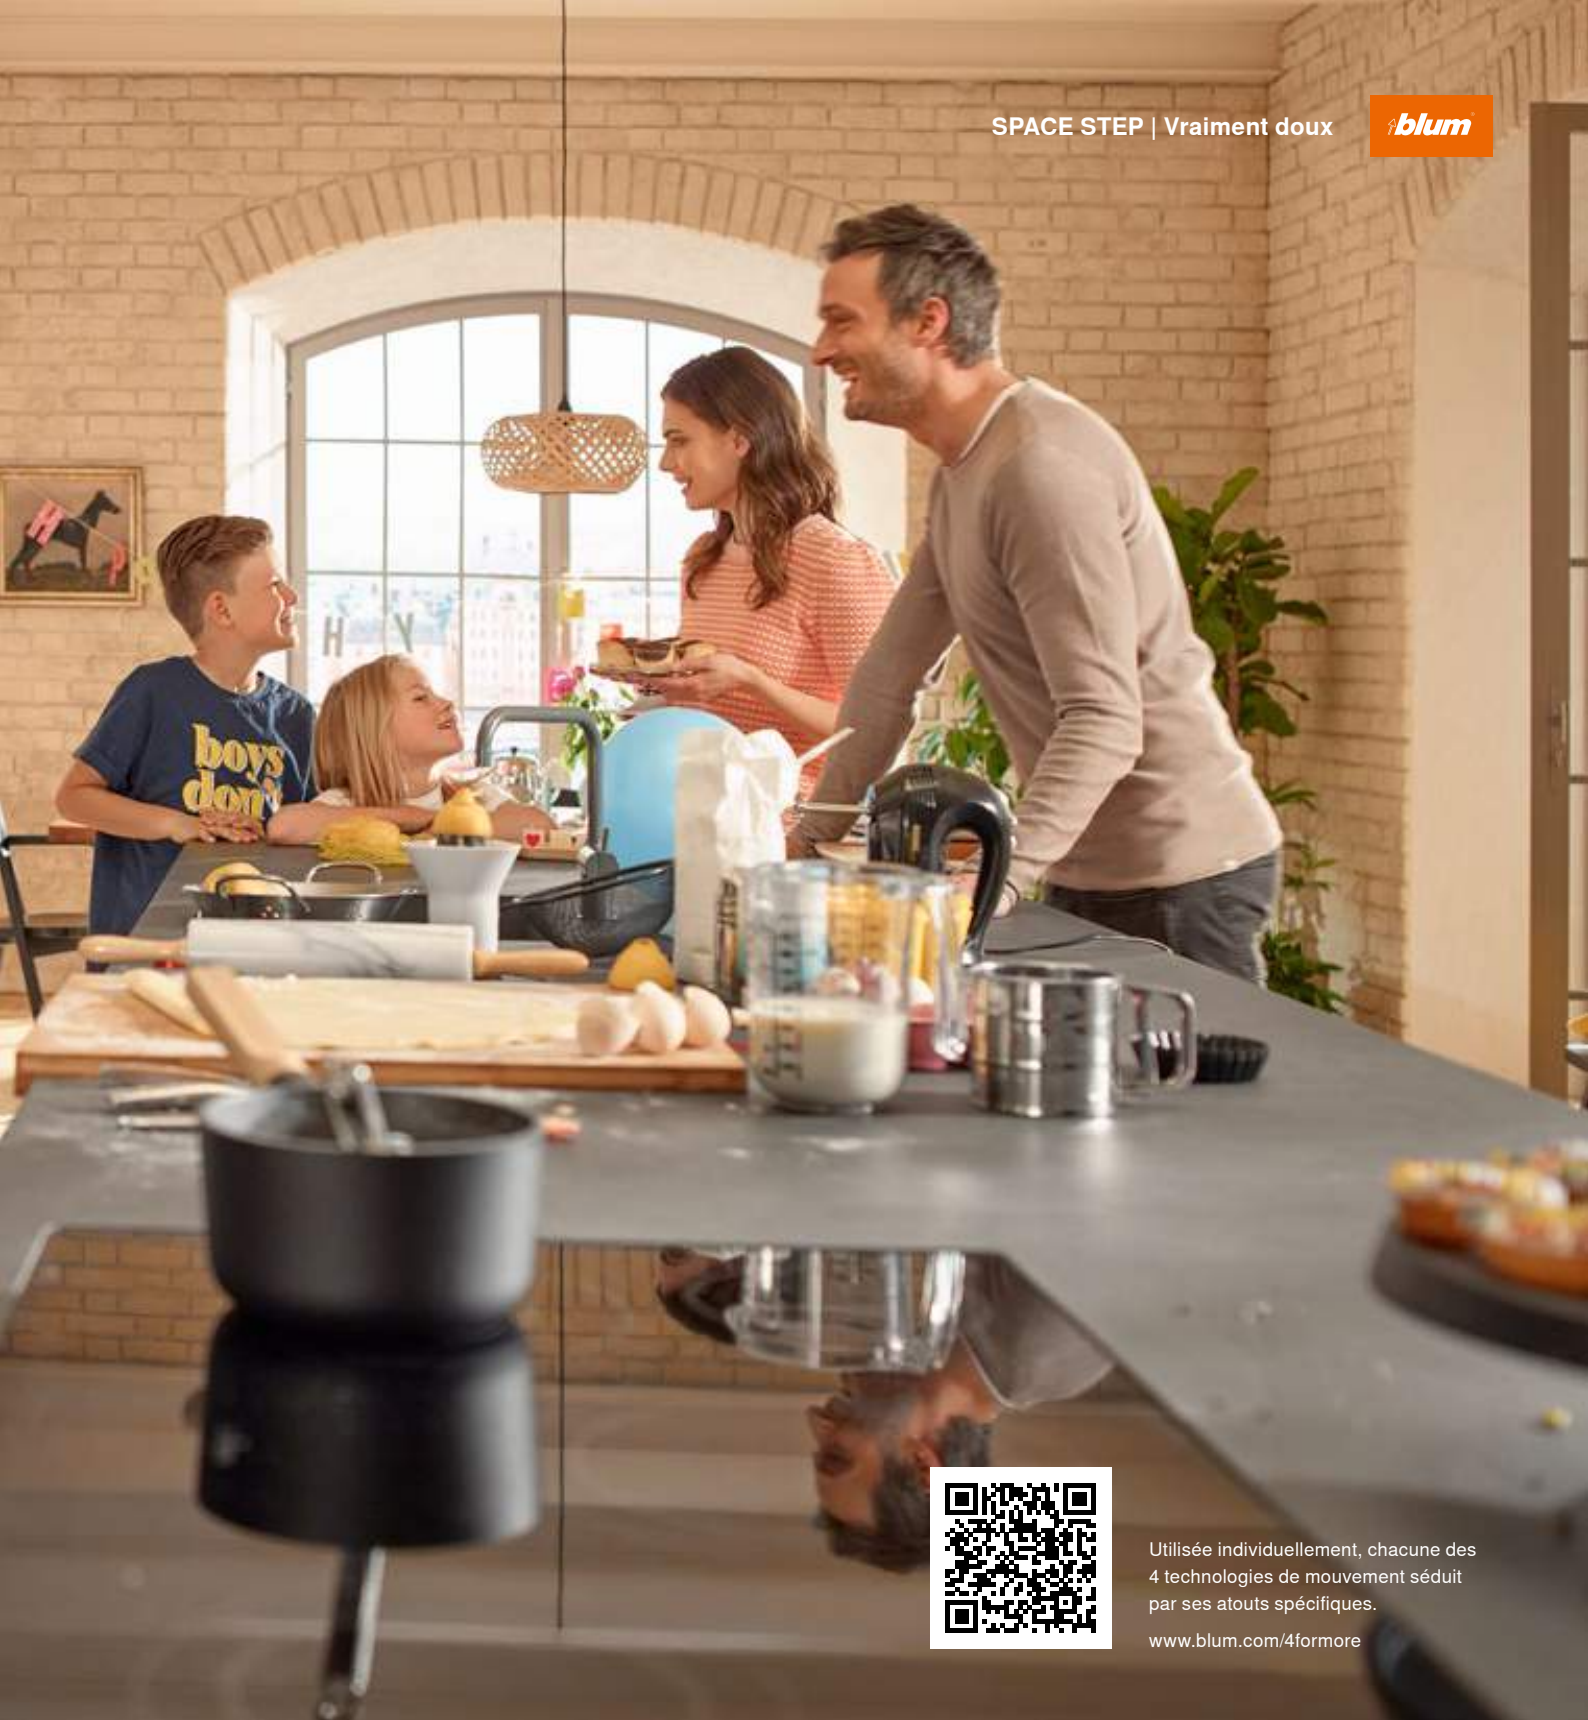 SPACE STEP | Vraiment doux
blum
H Y
boys
don't
Utilisée individuellement, chacune des
4 technologies de mouvement séduit
par ses atouts spécifiques.
www.blum.com/4formore